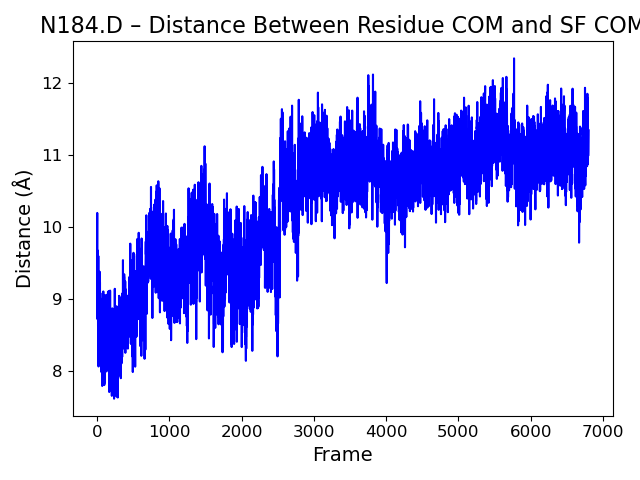 N184.D – Distance Between Residue COM and SF COM
12
11
10
9
8
Distance (Å)
0 1000 2000 3000 4000 5000 6000 7000
Frame